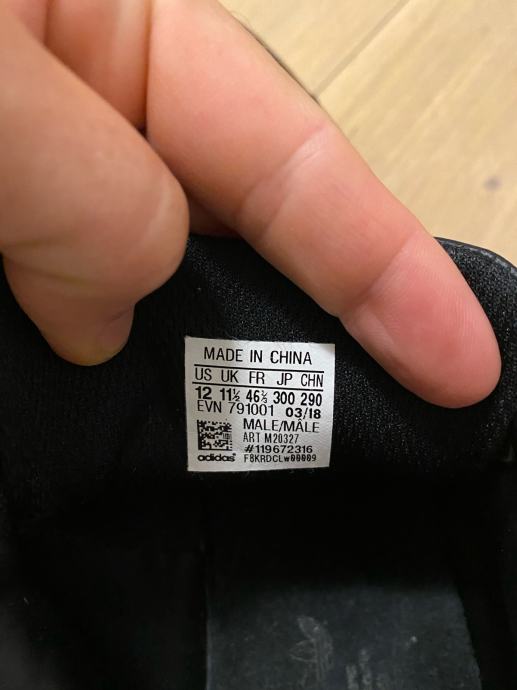 MADE IN CHINA
US UK FR JP CHN
12 11½ 46⅔ 300 290
EVN 791001 03/18
MALE/MÂLE
ART M20327
#119672316
adidas F8KRDCLw00009